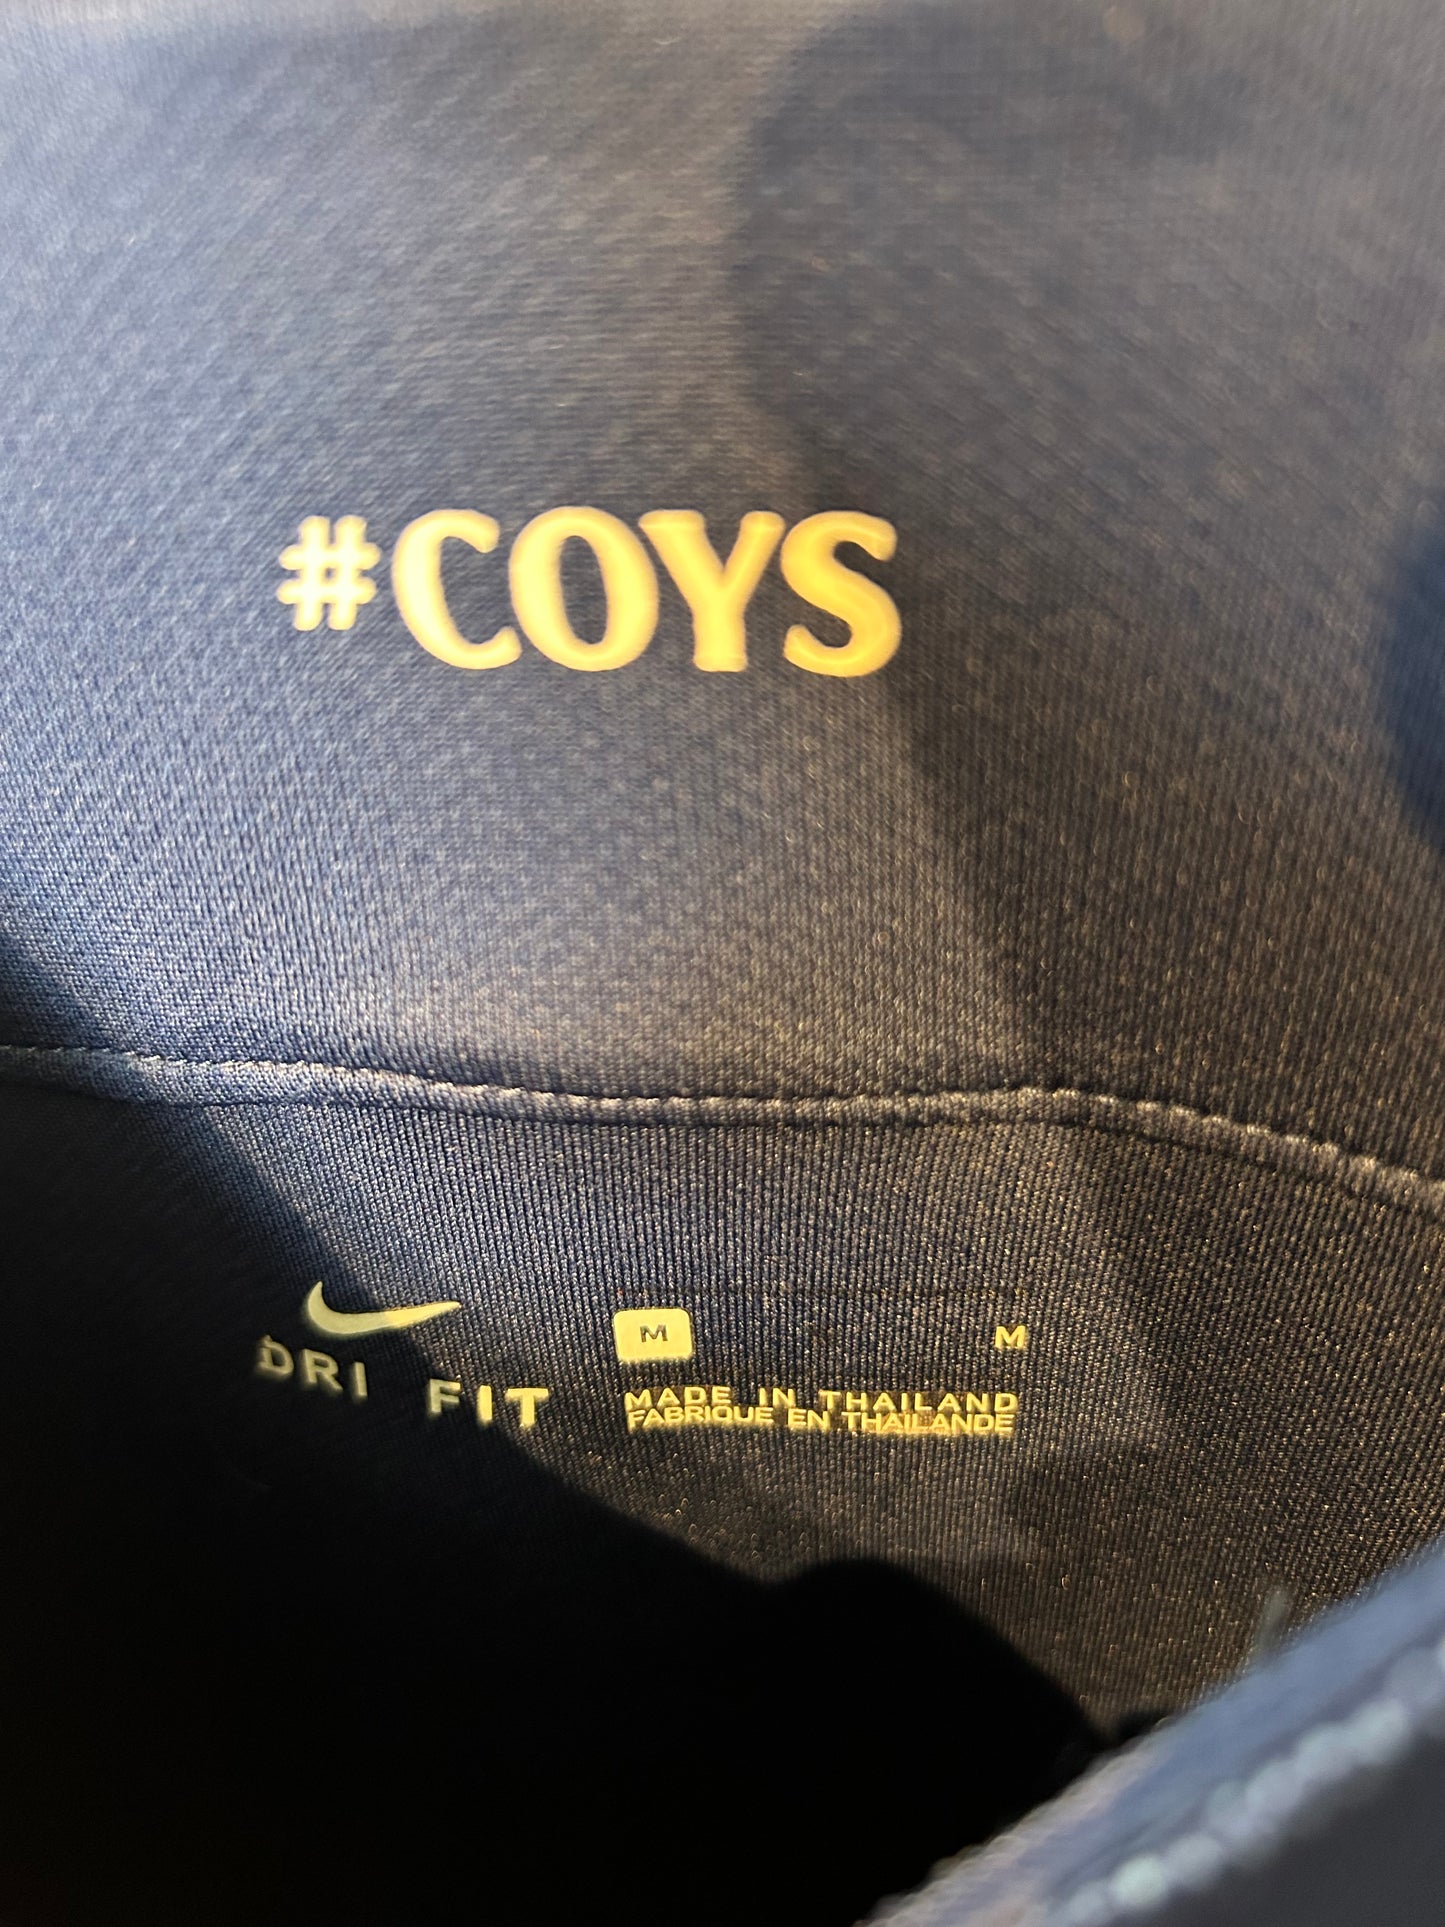 #COYS
DRI FIT
M M
MADE IN THAILAND
FABRIQUE EN THAILANDE